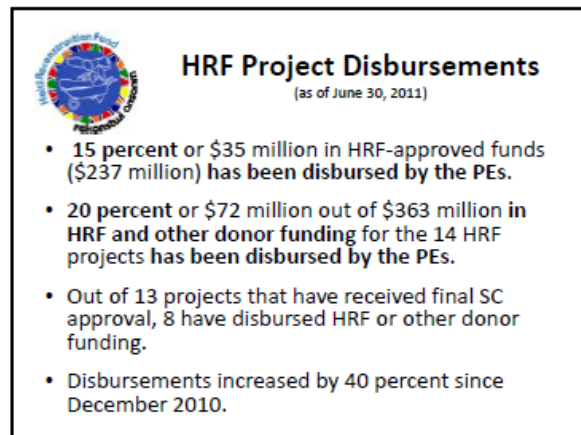 Haiti Reconstruction Fund
HRF Project Disbursements
(as of June 30, 2011)
• 15 percent or $35 million in HRF-approved funds
($237 million) has been disbursed by the PEs.
• 20 percent or $72 million out of $363 million in
HRF and other donor funding for the 14 HRF
projects has been disbursed by the PEs.
• Out of 13 projects that have received final SC
approval, 8 have disbursed HRF or other donor
funding.
• Disbursements increased by 40 percent since
December 2010.